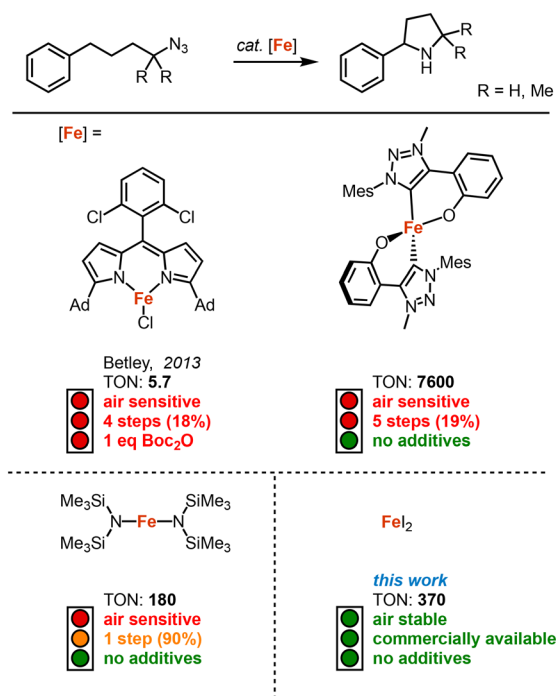 N3
R R
cat. [Fe]
R
R
N
H
R = H, Me
[Fe] =
Cl Cl
N N
Fe
Ad Ad
Cl
N
N N
Mes
O
Fe
O
Mes
N
N
N
Betley, 2013
TON: 5.7
air sensitive
4 steps (18%)
1 eq Boc2O
TON: 7600
air sensitive
5 steps (19%)
no additives
Me3Si SiMe3
N Fe N
Me3Si SiMe3
TON: 180
air sensitive
1 step (90%)
no additives
FeI2
this work
TON: 370
air stable
commercially available
no additives